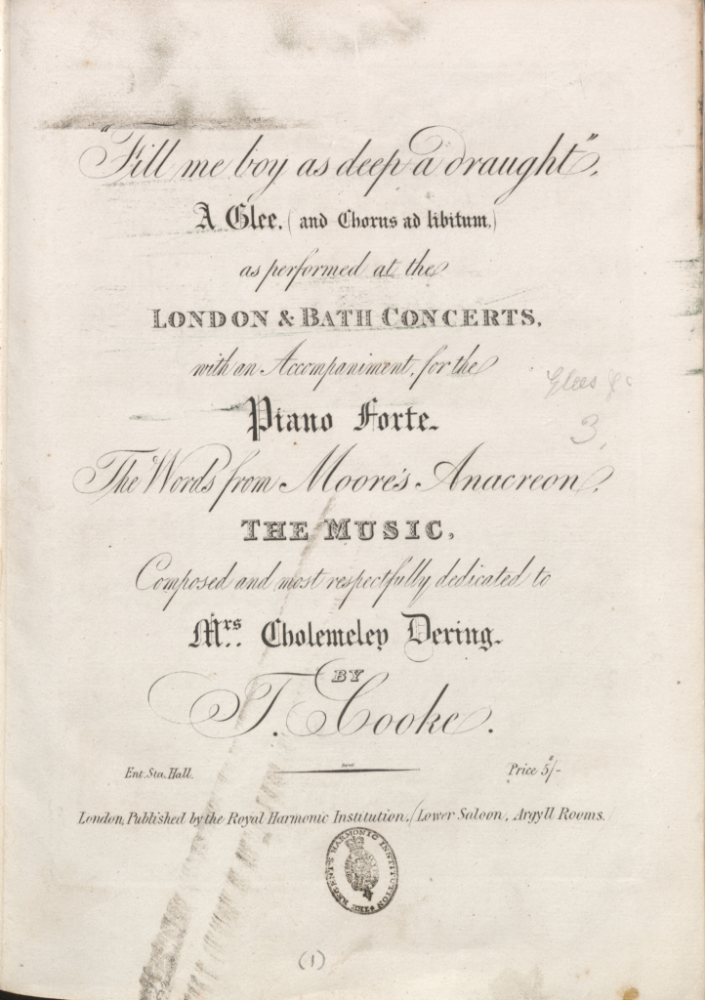 "Fill me boy as deep a draught",
A Glee, (and Chorus ad libitum,)
as performed at the
LONDON & BATH CONCERTS,
with an Accompaniment, for the
Piano Forte.
Glees &c
3.
The Words from Moore's Anacreon,
THE MUSIC,
Composed and most respectfully dedicated to
Mrs. Cholemeley Dering.
BY
T. Cooke.
Ent. Sta. Hall.
Price 5s/-
London, Published by the Royal Harmonic Institution, (Lower Saloon, Argyll Rooms.
THE REGENT'S HARMONIC INSTITUTION
(1)